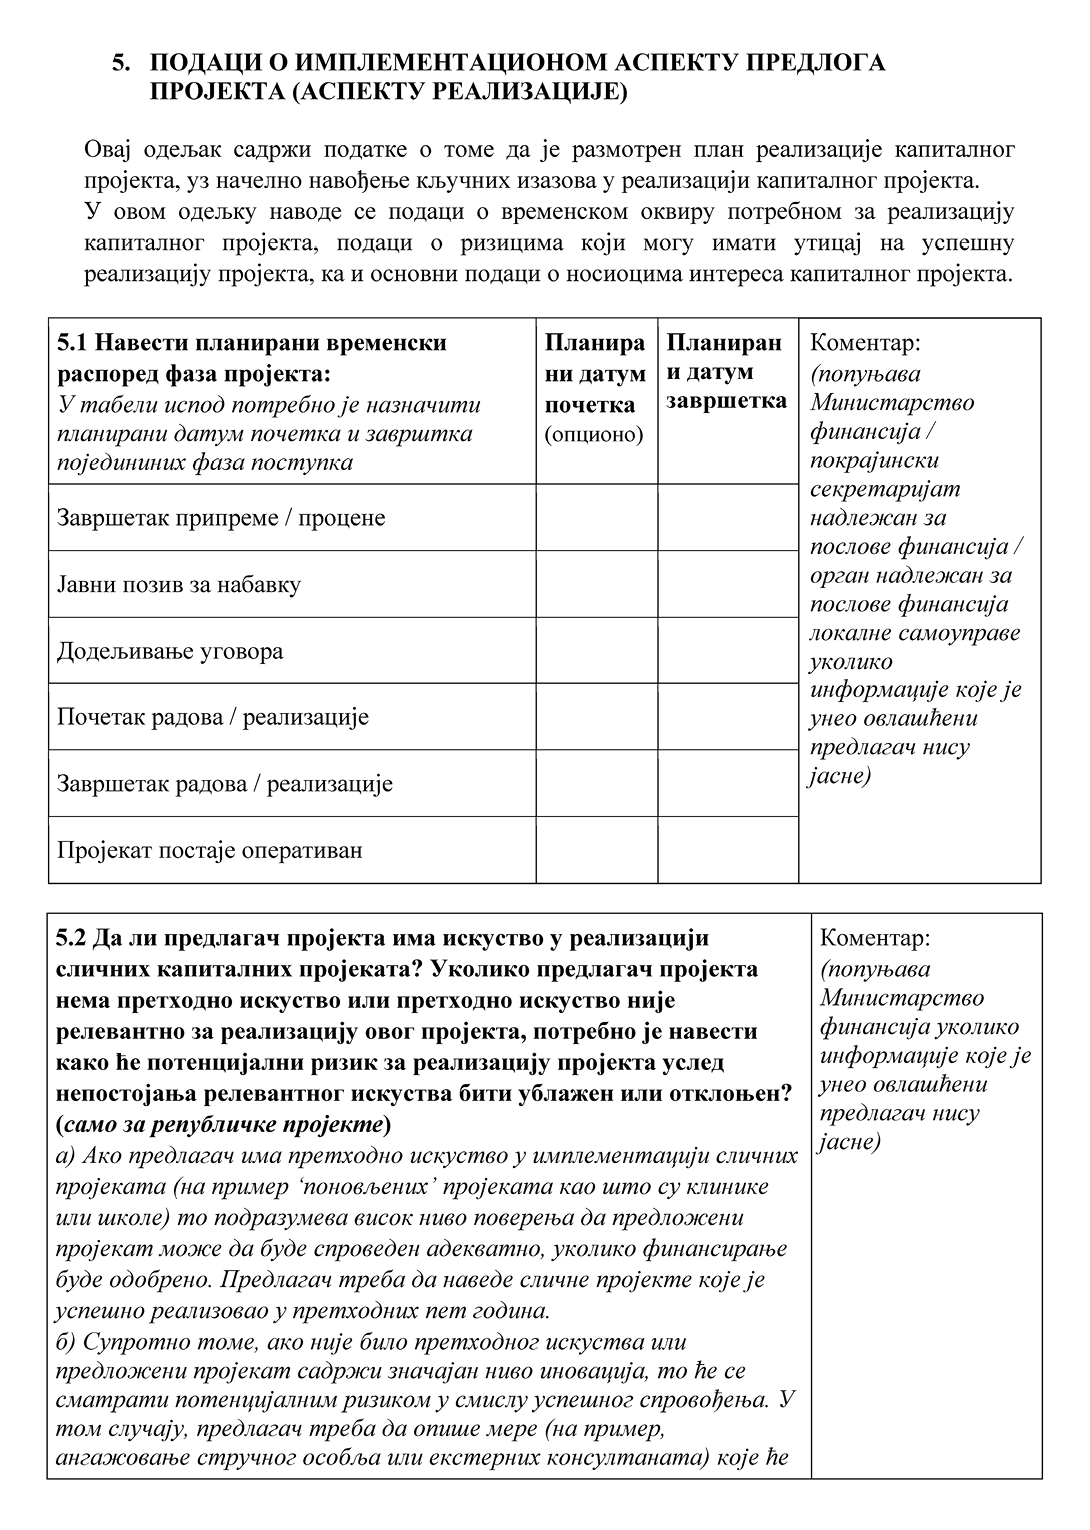 5. ПОДАЦИ О ИМПЛЕМЕНТАЦИОНОМ АСПЕКТУ ПРЕДЛОГА
ПРОЈЕКТА (АСПЕКТУ РЕАЛИЗАЦИЈЕ)
Овај одељак садржи податке о томе да је размотрен план реализације капиталног
пројекта, уз начелно навођење кључних изазова у реализацији капиталног пројекта.
У овом одељку наводе се подаци о временском оквиру потребном за реализацију
капиталног пројекта, подаци о ризицима који могу имати утицај на успешну
реализацију пројекта, ка и основни подаци о носиоцима интереса капиталног пројекта.
5.1 Навести планирани временски
распоред фаза пројекта:
У табели испод потребно је назначити
планирани датум почетка и заврштка
поједининих фаза поступка
Планира
ни датум
почетка
(опционо)
Планиран
и датум
завршетка
Коментар:
(попуњава
Министарство
финансија /
покрајински
секретаријат
надлежан за
послове финансија /
орган надлежан за
послове финансија
локалне самоуправе
уколико
информације које је
унео овлашћени
предлагач нису
јасне)
Завршетак припреме / процене
Јавни позив за набавку
Додељивање уговора
Почетак радова / реализације
Завршетак радова / реализације
Пројекат постаје оперативан
5.2 Да ли предлагач пројекта има искуство у реализацији
сличних капиталних пројеката? Уколико предлагач пројекта
нема претходно искуство или претходно искуство није
релевантно за реализацију овог пројекта, потребно је навести
како ће потенцијални ризик за реализацију пројекта услед
непостојања релевантног искуства бити ублажен или отклоњен?
(само за републичке пројекте)
а) Ако предлагач има претходно искуство у имплементацији сличних
пројеката (на пример ‘поновљених’ пројеката као што су клинике
или школе) то подразумева висок ниво поверења да предложени
пројекат може да буде спроведен адекватно, уколико финансирање
буде одобрено. Предлагач треба да наведе сличне пројекте које је
успешно реализовао у претходних пет година.
б) Супротно томе, ако није било претходног искуства или
предложени пројекат садржи значајан ниво иновација, то ће се
сматрати потенцијалним ризиком у смислу успешног спровођења. У
том случају, предлагач треба да опише мере (на пример,
ангажовање стручног особља или екстерних консултаната) које ће
Коментар:
(попуњава
Министарство
финансија уколико
информације које је
унео овлашћени
предлагач нису
јасне)